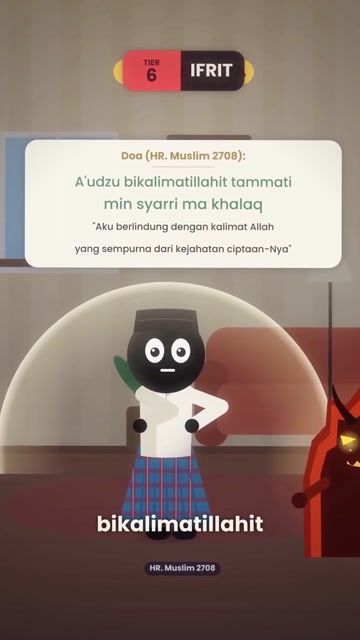 TIER
6
IFRIT
Doa (HR. Muslim 2708):
A'udzu bikalimatillahit tammati
min syarri ma khalaq
"Aku berlindung dengan kalimat Allah
yang sempurna dari kejahatan ciptaan-Nya"
bikalimatillahit
HR. Muslim 2708